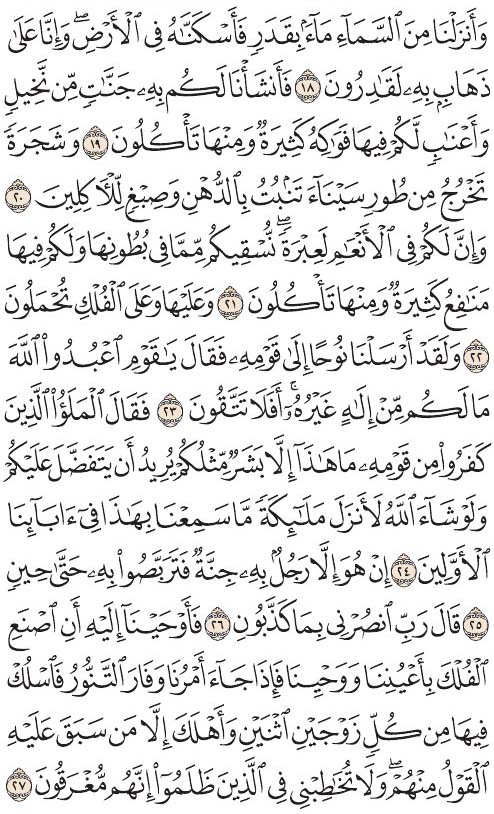 وَأَنزَلْنَا مِنَ ٱلسَّمَآءِ مَآءًۢ بِقَدَرٍ فَأَسْكَنَّـٰهُ فِى ٱلْأَرْضِ ۖ وَإِنَّا عَلَىٰ
ذَهَابٍۭ بِهِۦ لَقَـٰدِرُونَ ١٨ فَأَنشَأْنَا لَكُم بِهِۦ جَنَّـٰتٍ مِّن نَّخِيلٍ
وَأَعْنَـٰبٍ لَّكُمْ فِيهَا فَوَٰكِهُ كَثِيرَةٌ وَمِنْهَا تَأْكُلُونَ ١٩ وَشَجَرَةً
تَخْرُجُ مِن طُورِ سَيْنَآءَ تَنۢبُتُ بِٱلدُّهْنِ وَصِبْغٍ لِّلْـَٔاكِلِينَ ٢٠
وَإِنَّ لَكُمْ فِى ٱلْأَنْعَـٰمِ لَعِبْرَةً ۖ نُّسْقِيكُم مِّمَّا فِى بُطُونِهَا وَلَكُمْ فِيهَا
مَنَـٰفِعُ كَثِيرَةٌ وَمِنْهَا تَأْكُلُونَ ٢١ وَعَلَيْهَا وَعَلَى ٱلْفُلْكِ تُحْمَلُونَ
٢٢ وَلَقَدْ أَرْسَلْنَا نُوحًا إِلَىٰ قَوْمِهِۦ فَقَالَ يَـٰقَوْمِ ٱعْبُدُوا۟ ٱللَّهَ
مَا لَكُم مِّنْ إِلَـٰهٍ غَيْرُهُۥٓ ۖ أَفَلَا تَتَّقُونَ ٢٣ فَقَالَ ٱلْمَلَؤُا۟ ٱلَّذِينَ
كَفَرُوا۟ مِن قَوْمِهِۦ مَا هَـٰذَآ إِلَّا بَشَرٌ مِّثْلُكُمْ يُرِيدُ أَن يَتَفَضَّلَ عَلَيْكُمْ
وَلَوْ شَآءَ ٱللَّهُ لَأَنزَلَ مَلَـٰٓئِكَةً مَّا سَمِعْنَا بِهَـٰذَا فِىٓ ءَابَآئِنَا
ٱلْأَوَّلِينَ ٢٤ إِنْ هُوَ إِلَّا رَجُلٌۢ بِهِۦ جِنَّةٌ فَتَرَبَّصُوا۟ بِهِۦ حَتَّىٰ حِينٍ
٢٥ قَالَ رَبِّ ٱنصُرْنِى بِمَا كَذَّبُونِ ٢٦ فَأَوْحَيْنَآ إِلَيْهِ أَنِ ٱصْنَعِ
ٱلْفُلْكَ بِأَعْيُنِنَا وَوَحْيِنَا فَإِذَا جَآءَ أَمْرُنَا وَفَارَ ٱلتَّنُّورُ ۙ فَٱسْلُكْ
فِيهَا مِن كُلٍّ زَوْجَيْنِ ٱثْنَيْنِ وَأَهْلَكَ إِلَّا مَن سَبَقَ عَلَيْهِ
ٱلْقَوْلُ مِنْهُمْ ۖ وَلَا تُخَـٰطِبْنِى فِى ٱلَّذِينَ ظَلَمُوٓا۟ ۖ إِنَّهُم مُّغْرَقُونَ ٢٧